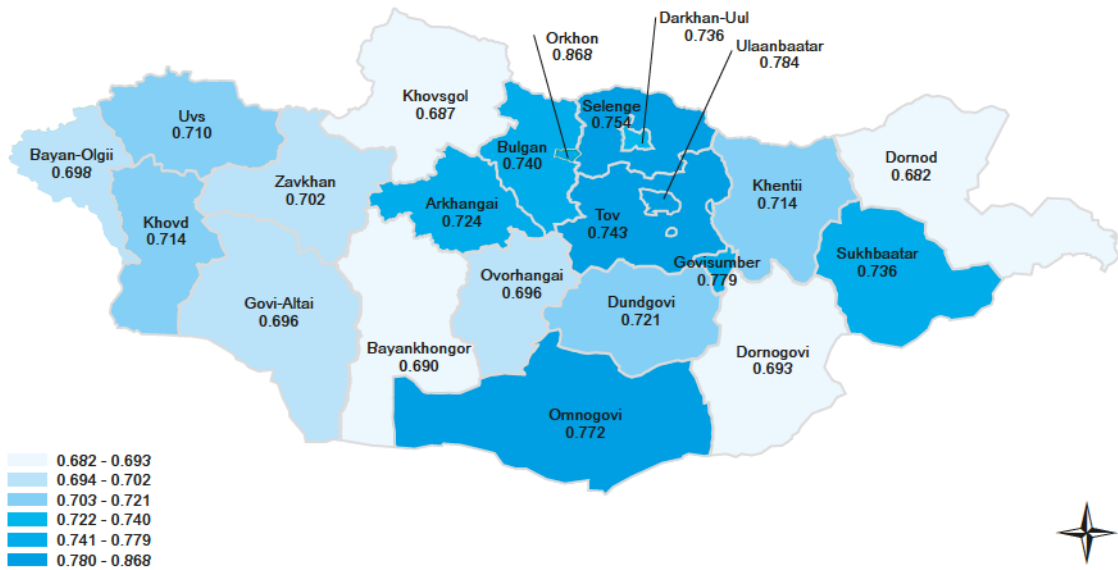 Darkhan-Uul
0.736
Orkhon
0.868
Ulaanbaatar
0.784
Khovsgol
0.687
Selenge
0.754
Uvs
0.710
Bulgan
0.740
Bayan-Olgii
0.698
Dornod
0.682
Zavkhan
0.702
Khentii
0.714
Arkhangai
0.724
Khovd
0.714
Tov
0.743
Sukhbaatar
0.736
Govisumber
0.779
Ovorhangai
0.696
Govi-Altai
0.696
Dundgovi
0.721
Bayankhongor
0.690
Dornogovi
0.693
Omnogovi
0.772
0.682 - 0.693
0.694 - 0.702
0.703 - 0.721
0.722 - 0.740
0.741 - 0.779
0.780 - 0.868